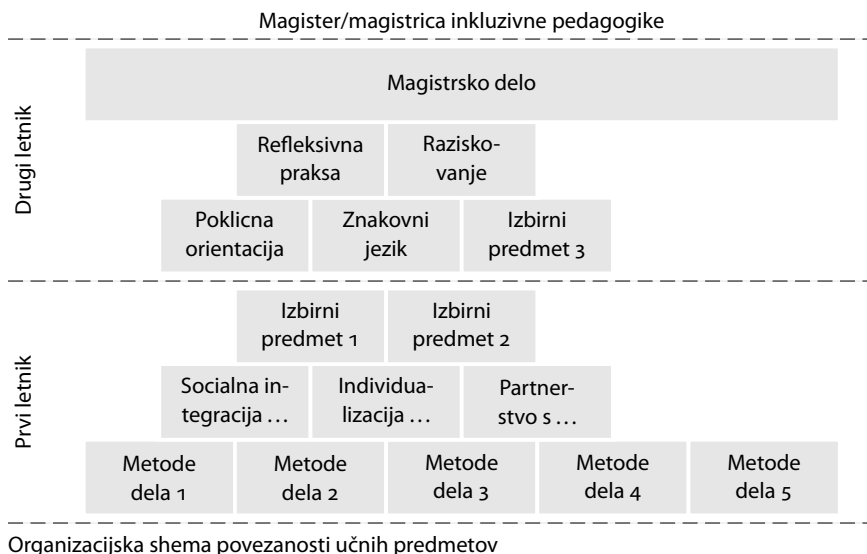 Magister/magistrica inkluzivne pedagogike
Drugi letnik
Magistrsko delo
Refleksivna
praksa
Razisko-
vanje
Poklicna
orientacija
Znakovni
jezik
Izbirni
predmet 3
Prvi letnik
Izbirni
predmet 1
Izbirni
predmet 2
Socialna in-
tegracija ...
Individua-
lizacija ...
Partner-
stvo s ...
Metode
dela 1
Metode
dela 2
Metode
dela 3
Metode
dela 4
Metode
dela 5
Organizacijska shema povezanosti učnih predmetov